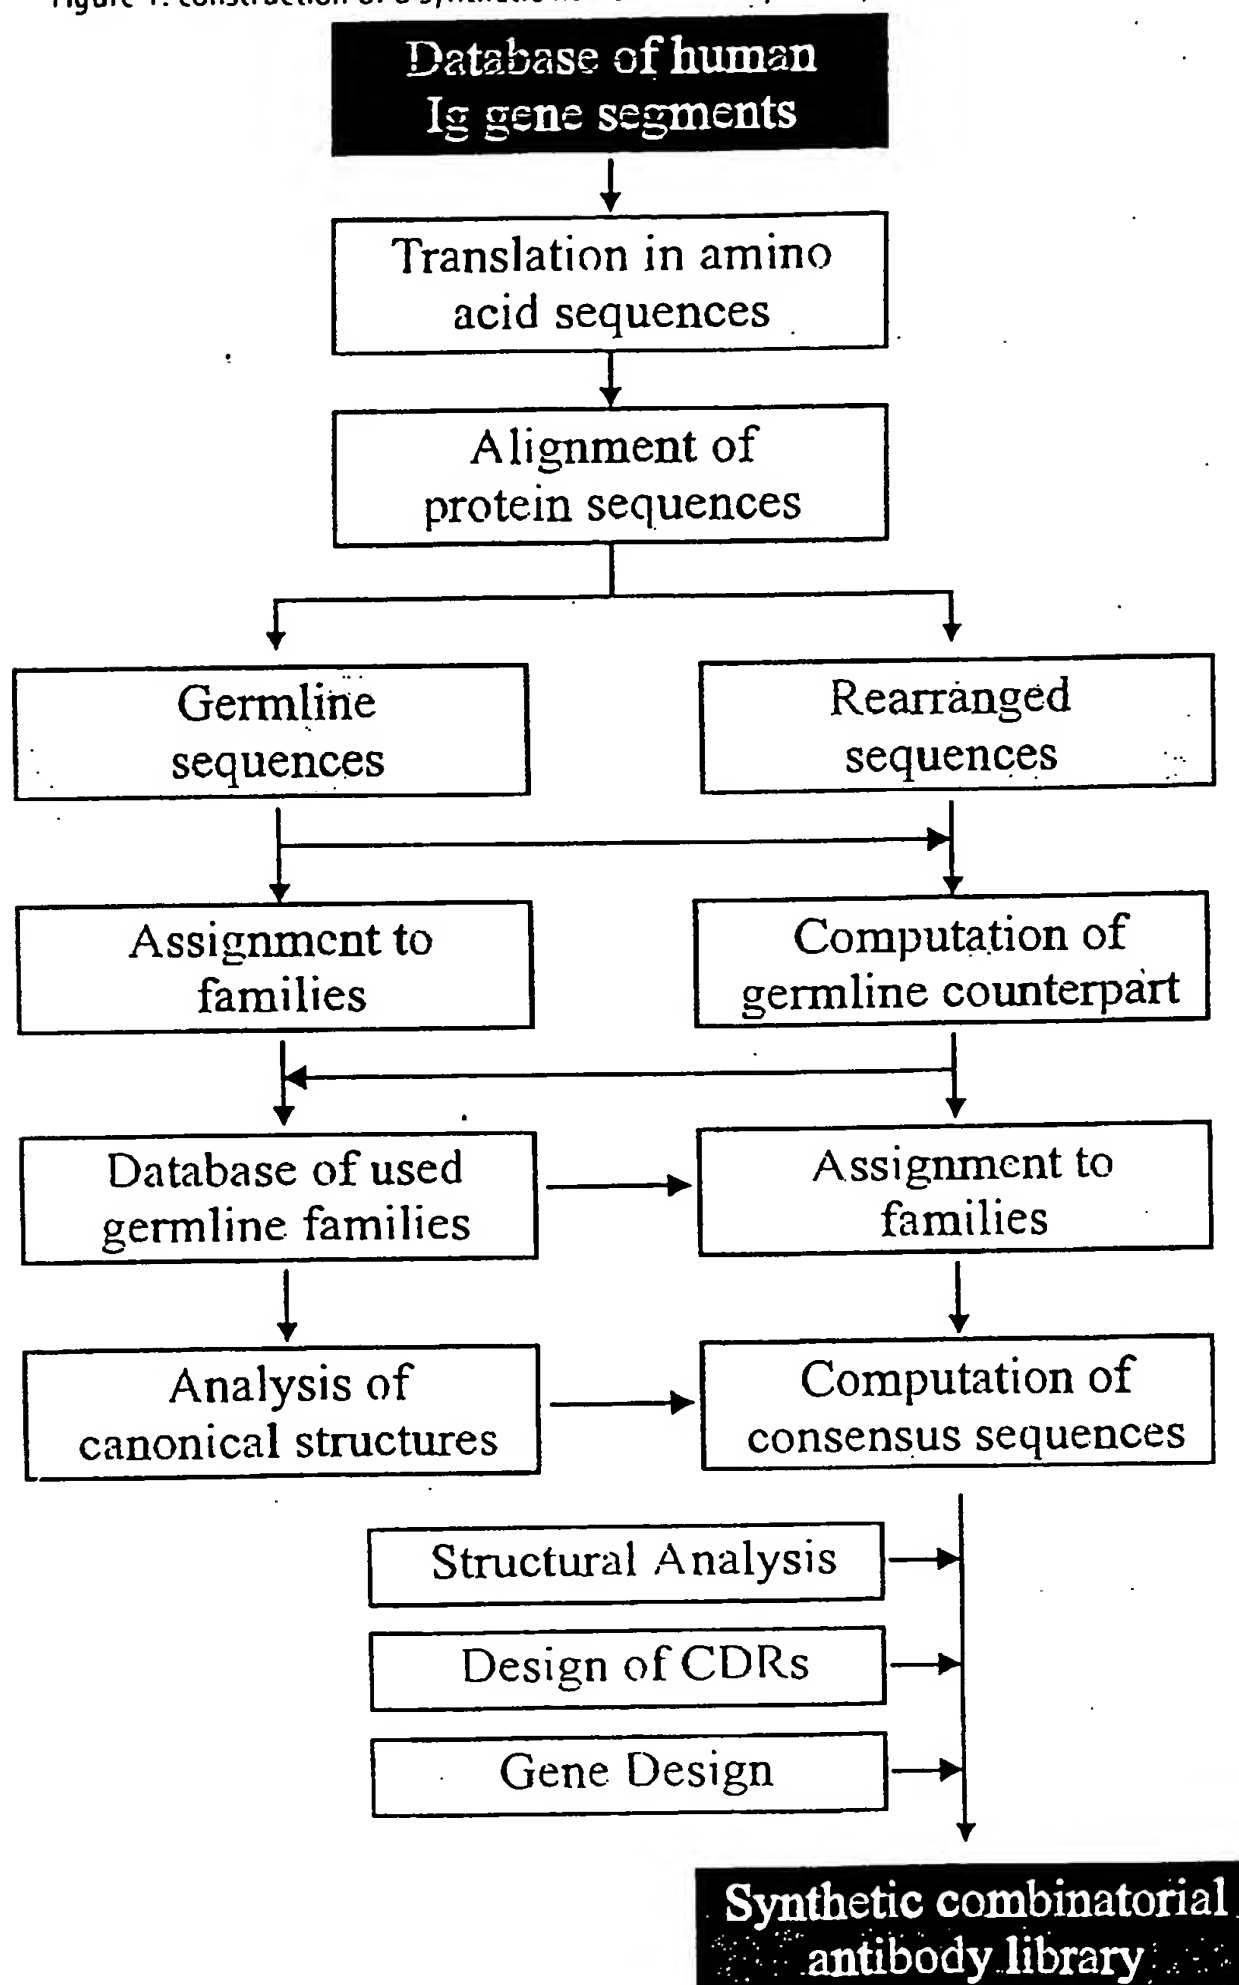 Database of human
Ig gene segments
Translation in amino
acid sequences
Alignment of
protein sequences
Germline
sequences
Rearranged
sequences
Assignment to
families
Computation of
germline counterpart
Database of used
germline families
Assignment to
families
Analysis of
canonical structures
Computation of
consensus sequences
Structural Analysis
Design of CDRs
Gene Design
Synthetic combinatorial
antibody library